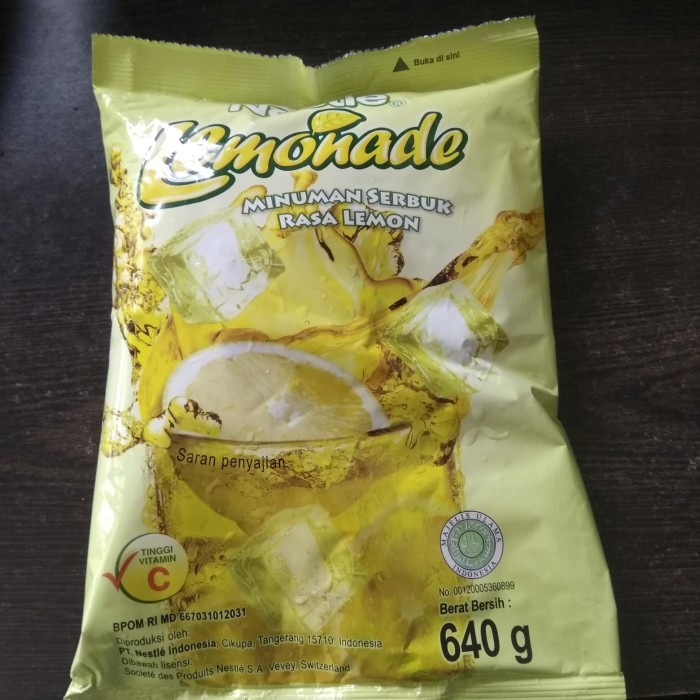 Buka di sini
Nestle®
Lemonade
MINUMAN SERBUK
RASA LEMON
Saran penyajian
TINGGI
VITAMIN
C
MAJELIS ULAMA
INDONESIA
No. 00120005360899
BPOM RI MD 667031012031
Diproduksi oleh:
PT. Nestlé Indonesia, Cikupa, Tangerang 15710, Indonesia
Dibawah lisensi:
Societé des Produits Nestlé S.A. Vevey, Switzerland
Berat Bersih :
640 g